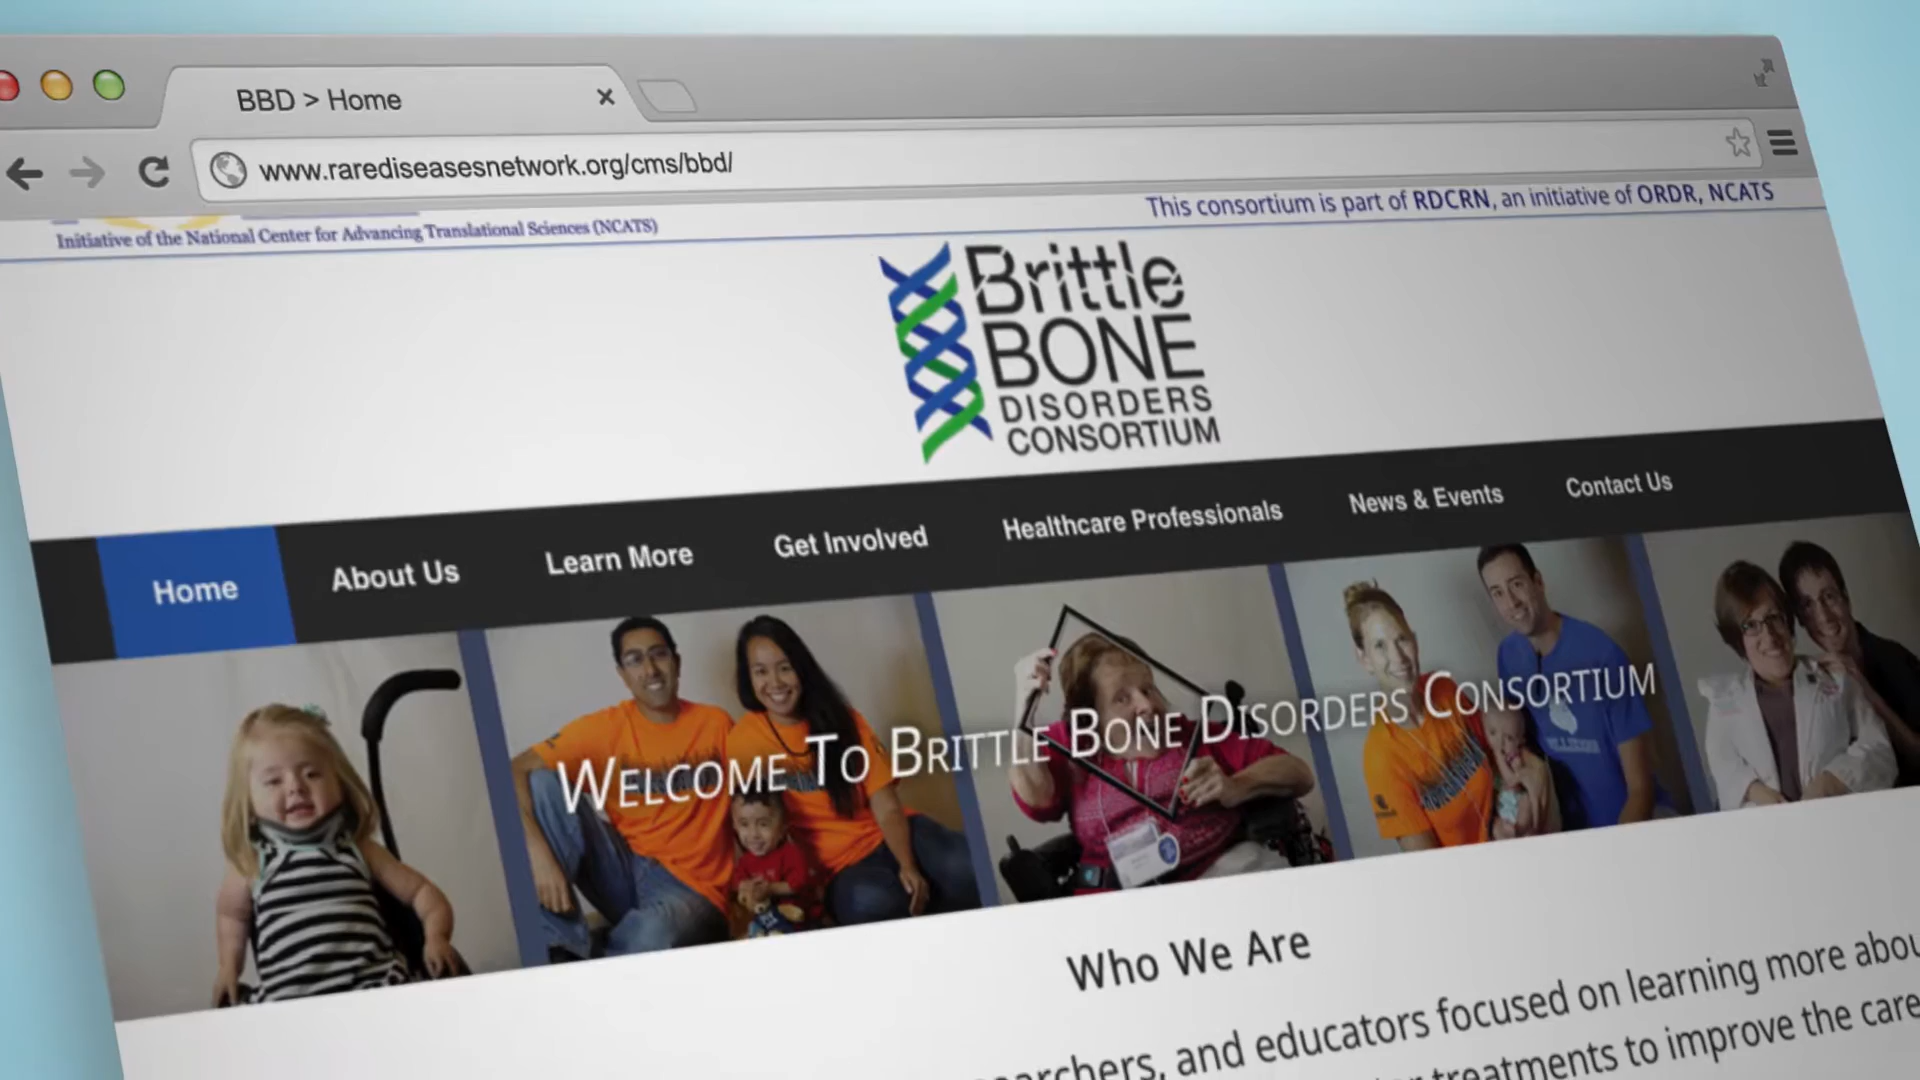 BBD > Home
www.rarediseasesnetwork.org/cms/bbd/
Initiative of the National Center for Advancing Translational Sciences (NCATS)
This consortium is part of RDCRN, an initiative of ORDR, NCATS
Brittle
BONE
DISORDERS
CONSORTIUM
Home About Us Learn More Get Involved Healthcare Professionals News & Events Contact Us
WELCOME TO BRITTLE BONE DISORDERS CONSORTIUM
Who We Are
and educators focused on learning more
treatments to improve the care